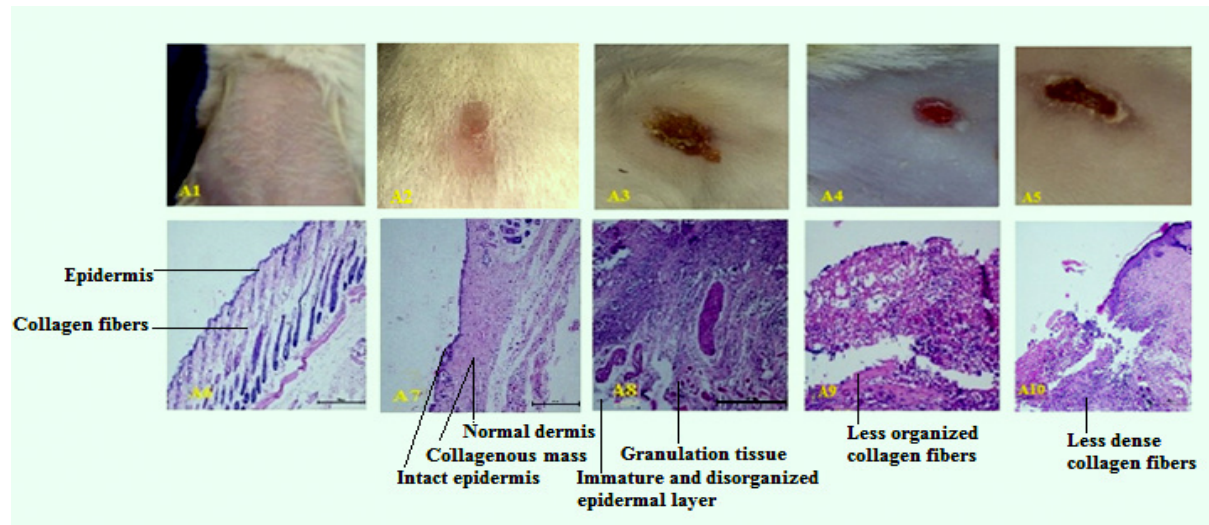 A1
A2
A3
A4
A5
Epidermis
Collagen fibers
A6
A7
A8
A9
A10
Normal dermis
Collagenous mass
Intact epidermis
Granulation tissue
Immature and disorganized
epidermal layer
Less organized
collagen fibers
Less dense
collagen fibers